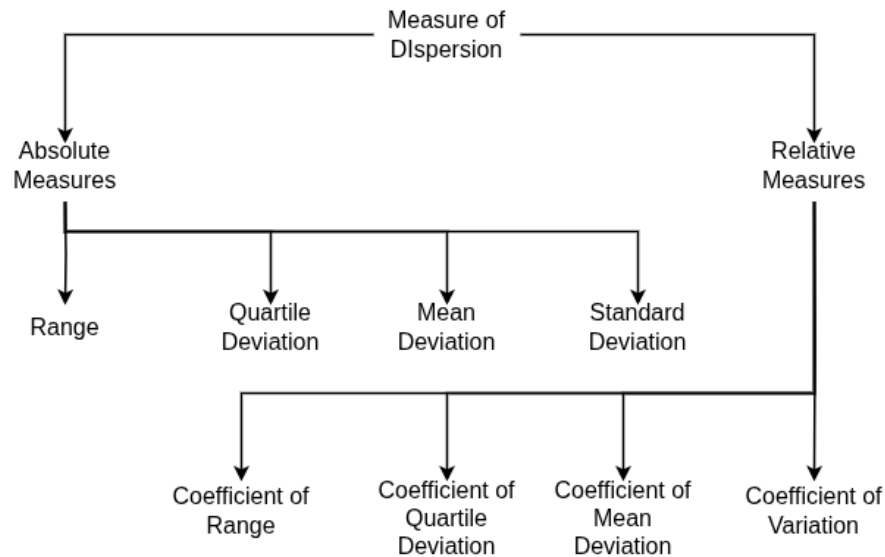 Measure of
DIspersion
Absolute
Measures
Relative
Measures
Range
Quartile
Deviation
Mean
Deviation
Standard
Deviation
Coefficient of
Range
Coefficient of
Quartile
Deviation
Coefficient of
Mean
Deviation
Coefficient of
Variation